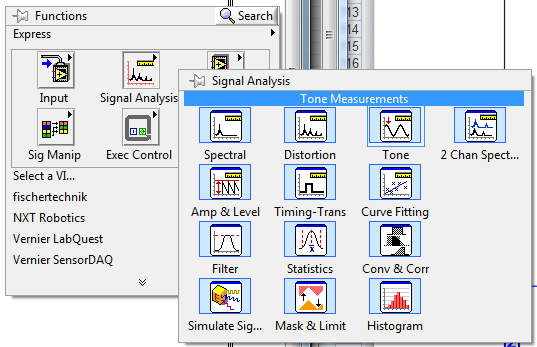 Functions
Search
Express
Input
Signal Analysis
Sig Manip
Exec Control
Select a VI...
fischertechnik
NXT Robotics
Vernier LabQuest
Vernier SensorDAQ
Signal Analysis
Tone Measurements
Spectral
Distortion
Tone
2 Chan Spect...
Amp & Level
Timing-Trans
Curve Fitting
Filter
Statistics
Conv & Corr
Simulate Sig...
Mask & Limit
Histogram
13
14
15
16